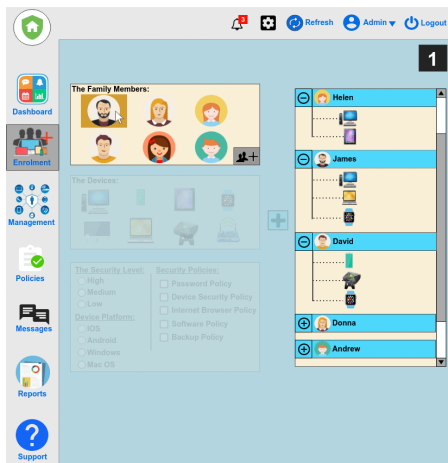 3
Refresh
Admin
Logout
1
Dashboard
Enrolment
Management
Policies
Messages
Reports
Support
The Family Members:
The Devices:
The Security Level:
High
Medium
Low
Device Platform:
IOS
Android
Windows
Mac OS
Security Policies:
Password Policy
Device Security Policy
Internet Browser Policy
Software Policy
Backup Policy
Helen
James
David
Donna
Andrew